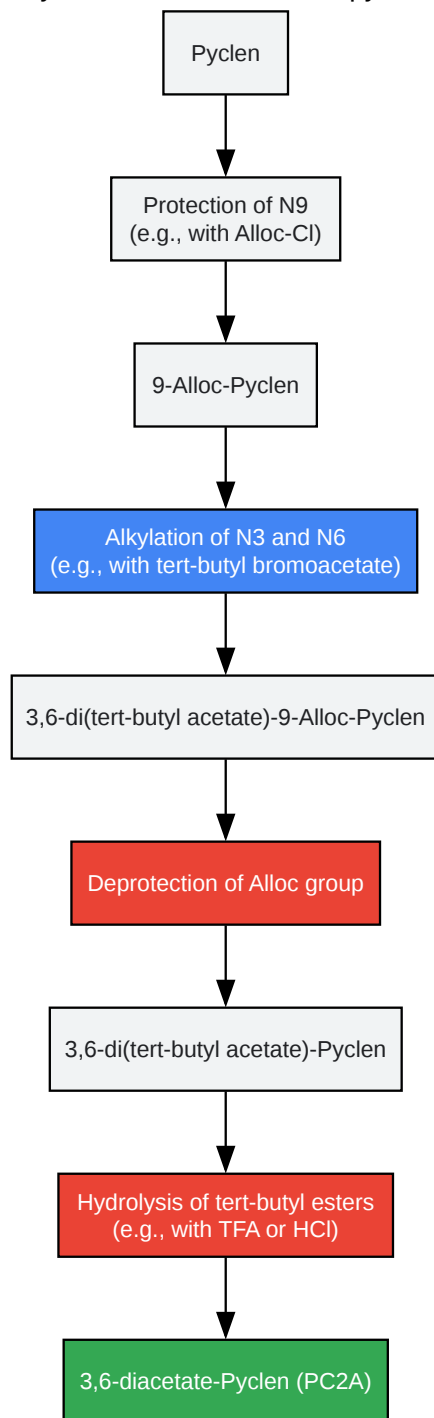 Pyclen
Protection of N9
(e.g., with Alloc-Cl)
9-Alloc-Pyclen
Alkylation of N3 and N6
(e.g., with tert-butyl bromoacetate)
3,6-di(tert-butyl acetate)-9-Alloc-Pyclen
Deprotection of Alloc group
3,6-di(tert-butyl acetate)-Pyclen
Hydrolysis of tert-butyl esters
(e.g., with TFA or HCl)
3,6-diacetate-Pyclen (PC2A)